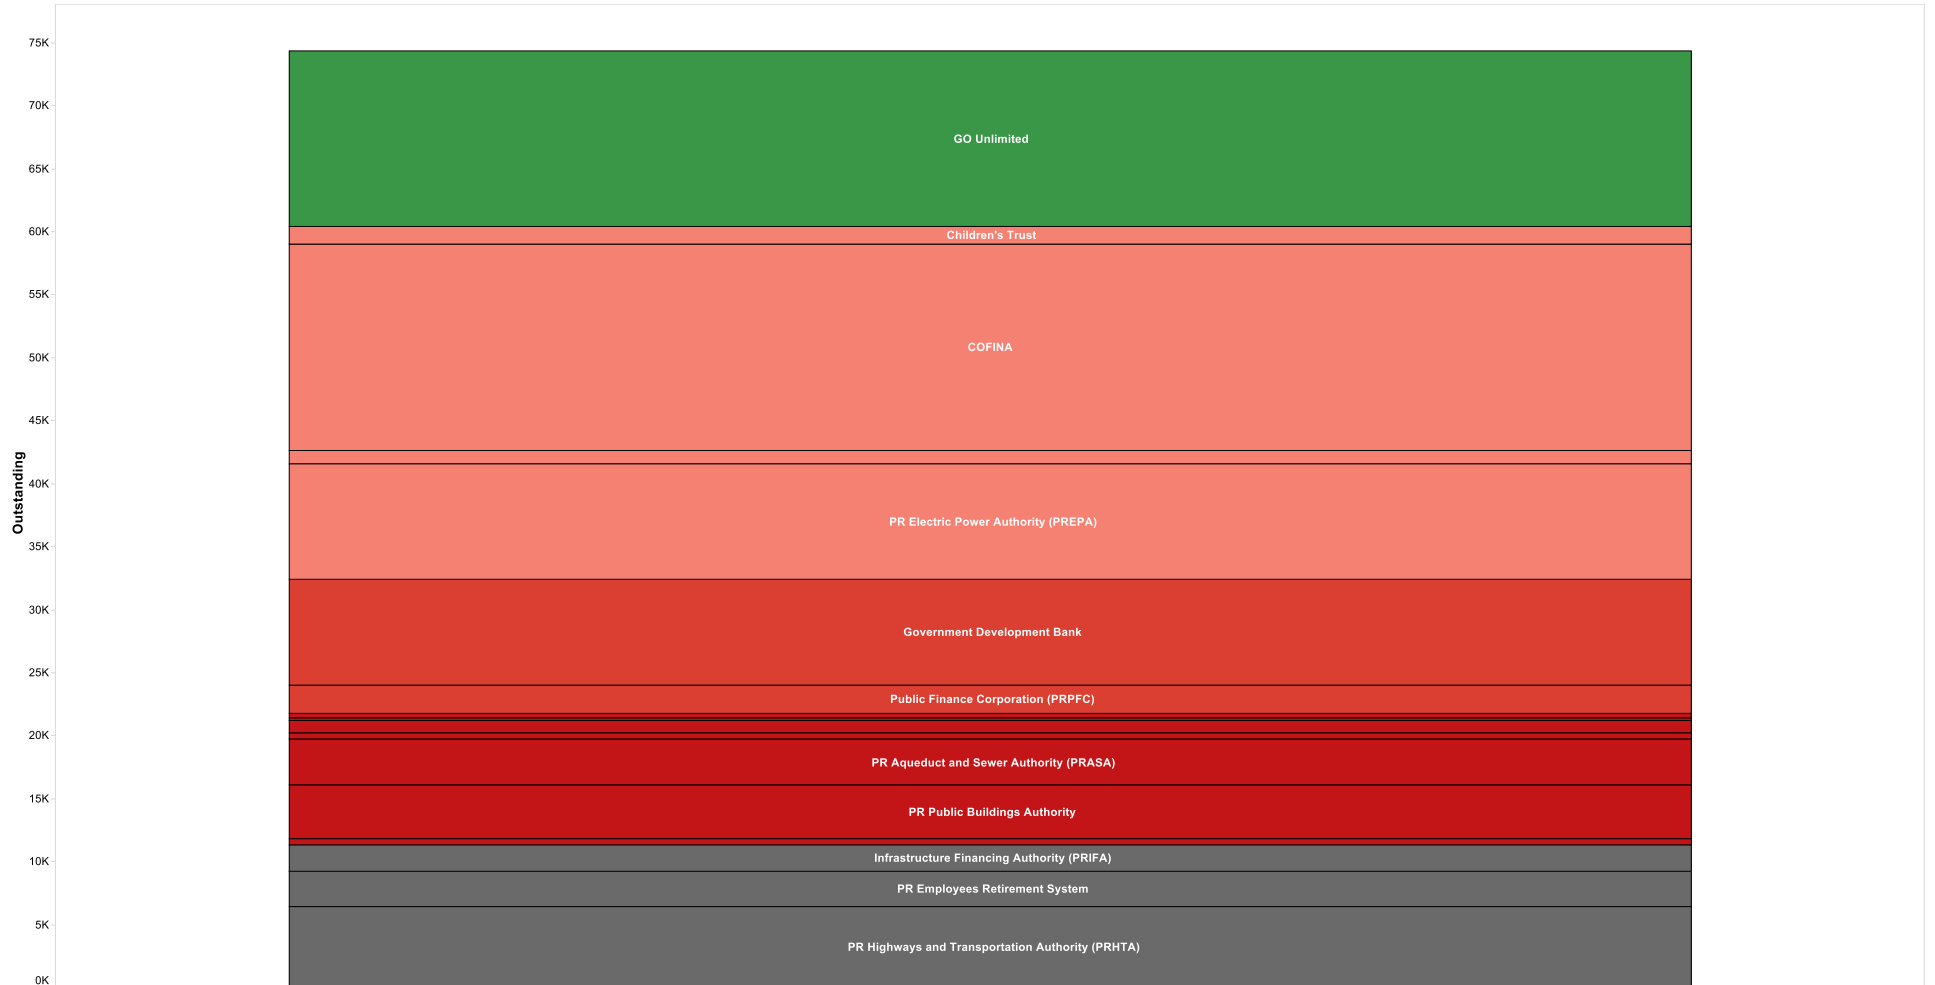 75K
GO Unlimited
70K
65K
60K
Children's Trust
55K
COFINA
50K
45K
Outstanding
40K
PR Electric Power Authority (PREPA)
35K
30K
Government Development Bank
25K
Public Finance Corporation (PRPFC)
20K
PR Aqueduct and Sewer Authority (PRASA)
15K
PR Public Buildings Authority
10K
Infrastructure Financing Authority (PRIFA)
PR Employees Retirement System
5K
PR Highways and Transportation Authority (PRHTA)
0K